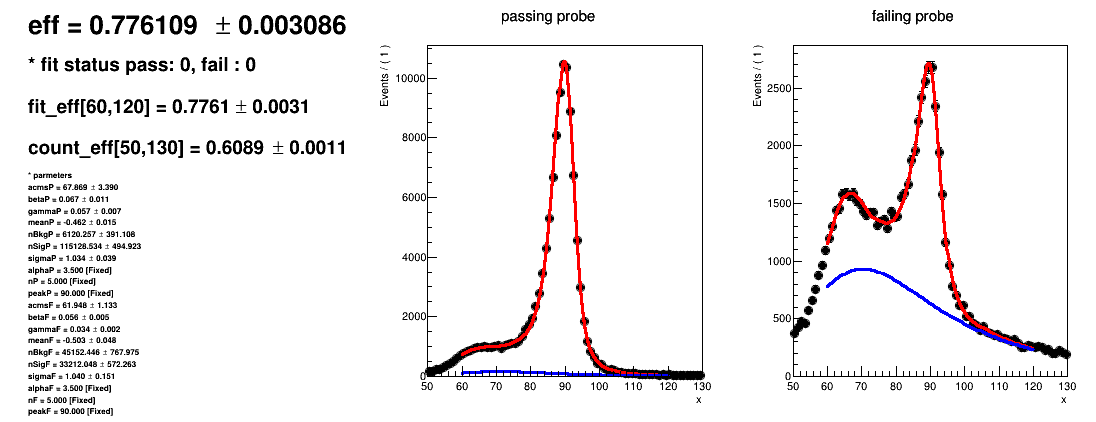 eff = 0.776109 ± 0.003086
* fit status pass: 0, fail : 0
fit_eff[60,120] = 0.7761 ± 0.0031
count_eff[50,130] = 0.6089 ± 0.0011
* parmeters
acmsP = 67.869 ± 3.390
betaP = 0.067 ± 0.011
gammaP = 0.057 ± 0.007
meanP = -0.462 ± 0.015
nBkgP = 6120.257 ± 391.108
nSigP = 115128.534 ± 494.923
sigmaP = 1.034 ± 0.039
alphaP = 3.500 [Fixed]
nP = 5.000 [Fixed]
peakP = 90.000 [Fixed]
acmsF = 61.948 ± 1.133
betaF = 0.056 ± 0.005
gammaF = 0.034 ± 0.002
meanF = -0.503 ± 0.048
nBkgF = 45152.446 ± 767.975
nSigF = 33212.048 ± 572.263
sigmaF = 1.040 ± 0.151
alphaF = 3.500 [Fixed]
nF = 5.000 [Fixed]
peakF = 90.000 [Fixed]
passing probe
Events / ( 1 )
10000
8000
6000
4000
2000
0
50 60 70 80 90 100 110 120 130
x
failing probe
Events / ( 1 )
2500
2000
1500
1000
500
0
50 60 70 80 90 100 110 120 130
x